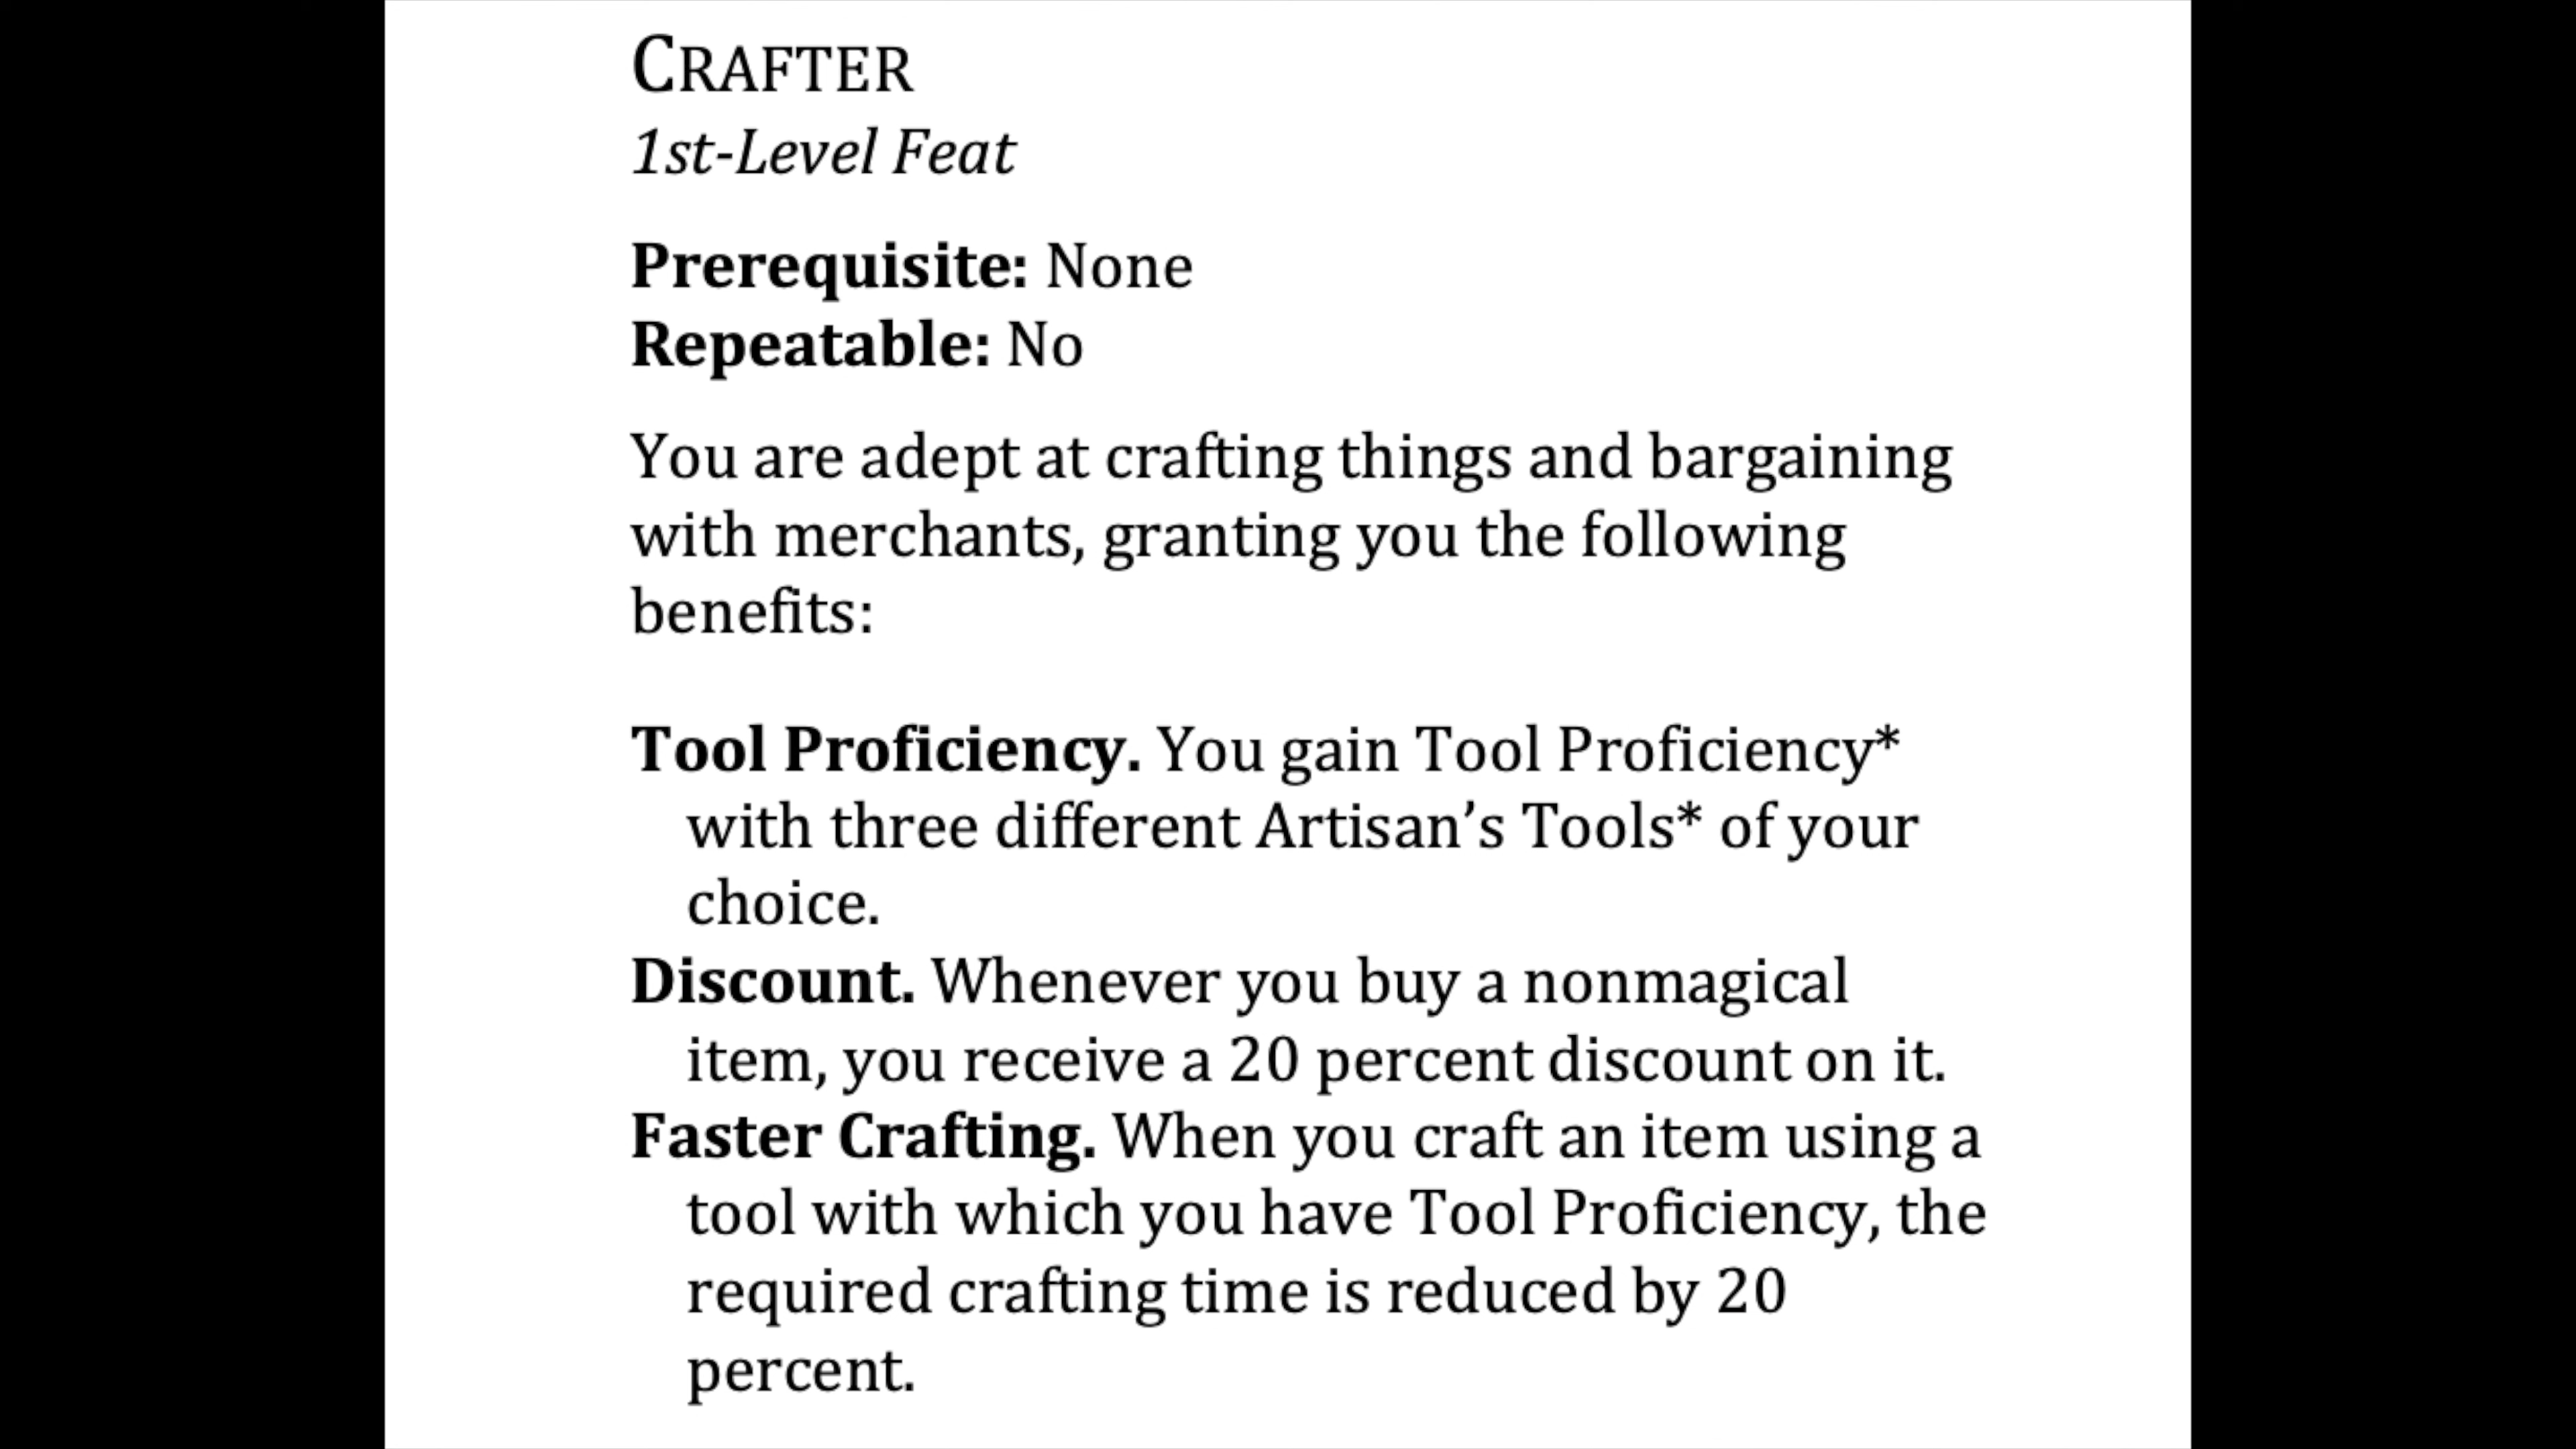 CRAFTER
1st-Level Feat
Prerequisite: None
Repeatable: No
You are adept at crafting things and bargaining
with merchants, granting you the following
benefits:
Tool Proficiency. You gain Tool Proficiency*
with three different Artisan’s Tools* of your
choice.
Discount. Whenever you buy a nonmagical
item, you receive a 20 percent discount on it.
Faster Crafting. When you craft an item using a
tool with which you have Tool Proficiency, the
required crafting time is reduced by 20
percent.